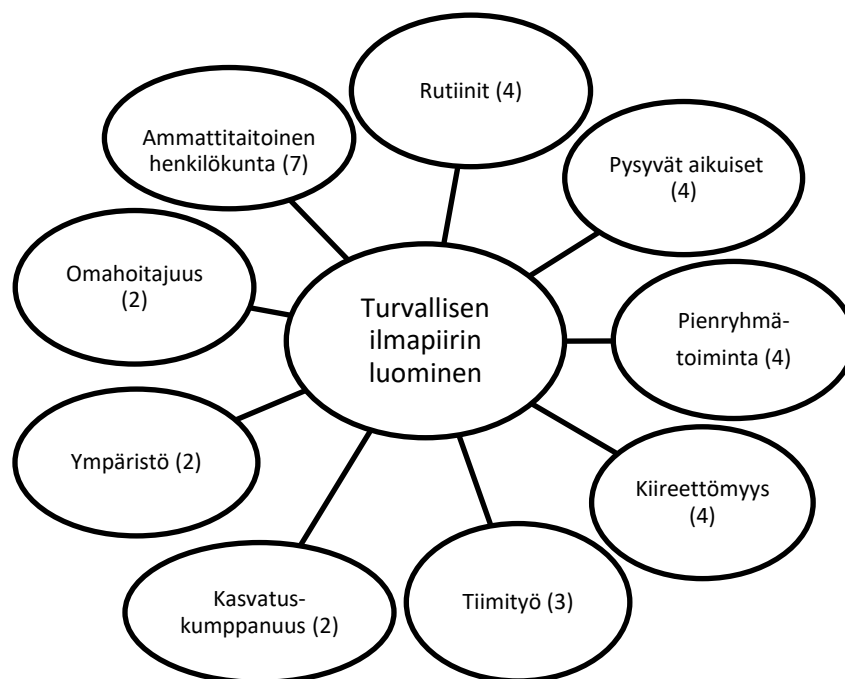 Rutiinit (4)
Ammattitaitoinen
henkilökunta (7)
Pysyvät aikuiset
(4)
Omahoitajuus
(2)
Turvallisen
ilmapiirin
luominen
Pienryhmä-
toiminta (4)
Ympäristö (2)
Kiireettömyys
(4)
Kasvatus-
kumppanuus (2)
Tiimityö (3)